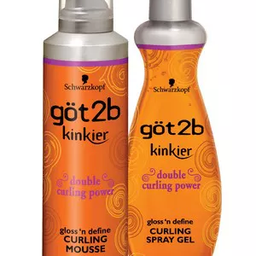 Schwarzkopf
göt2b
kinkier
double
curling power
gloss 'n define
CURLING
MOUSSE
Schwarzkopf
göt2b
kinkier
double
curling power
gloss 'n define
CURLING
SPRAY GEL